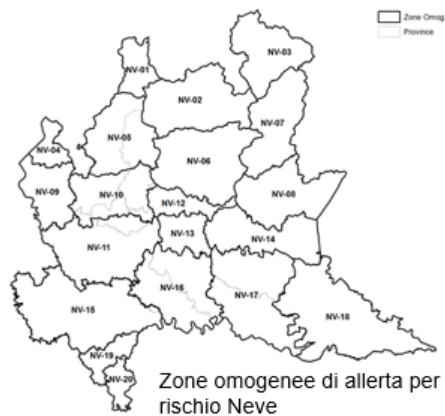 Zone Omog
Province
NV-03
NV-01
NV-02
NV-07
NV-05
NV-04
NV-06
NV-09
NV-10
NV-08
NV-12
NV-13
NV-14
NV-11
NV-16
NV-17
NV-15
NV-18
NV-19
NV-20
Zone omogenee di allerta per
rischio Neve